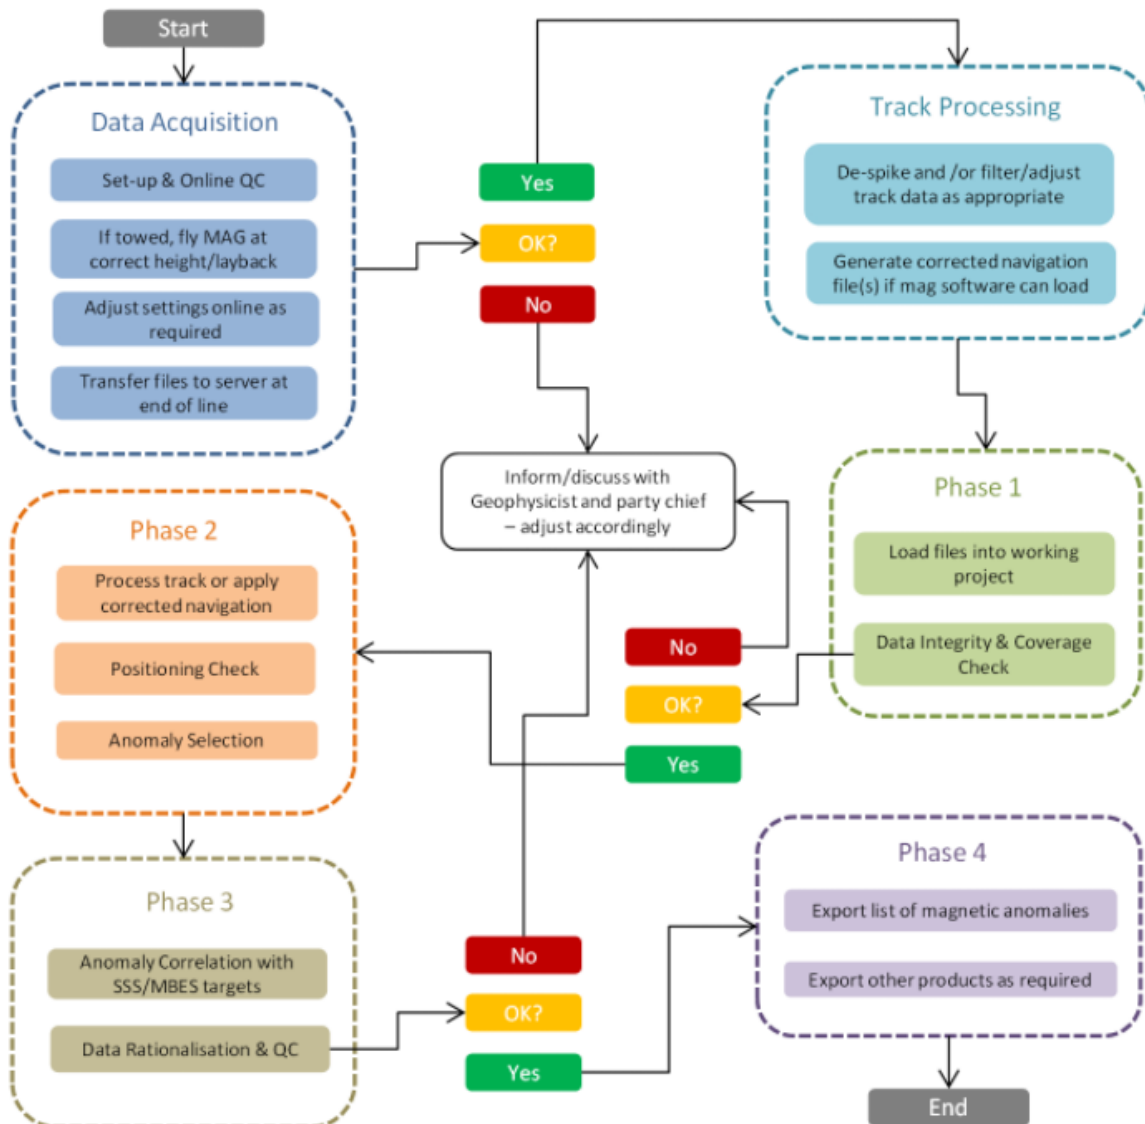 Start
Data Acquisition
Set-up & Online QC
If towed, fly MAG at
correct height/layback
Adjust settings online as
required
Transfer files to server at
end of line
Yes
OK?
No
Track Processing
De-spike and /or filter/adjust
track data as appropriate
Generate corrected navigation
file(s) if mag software can load
Inform/discuss with
Geophysicist and party chief
– adjust accordingly
Phase 1
Load files into working
project
Data Integrity & Coverage
Check
No
OK?
Yes
Phase 2
Process track or apply
corrected navigation
Positioning Check
Anomaly Selection
Phase 3
Anomaly Correlation with
SSS/MBES targets
Data Rationalisation & QC
No
OK?
Yes
Phase 4
Export list of magnetic anomalies
Export other products as required
End